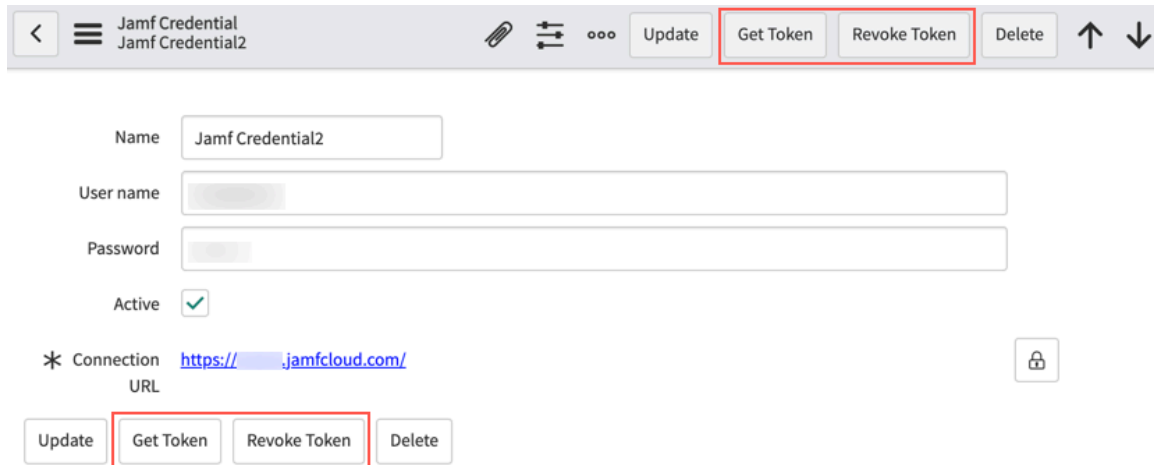 Jamf Credential
Jamf Credential2
Update
Get Token
Revoke Token
Delete
Name
Jamf Credential2
User name
Password
Active
Connection
URL
https:// .jamfcloud.com/
Update
Get Token
Revoke Token
Delete